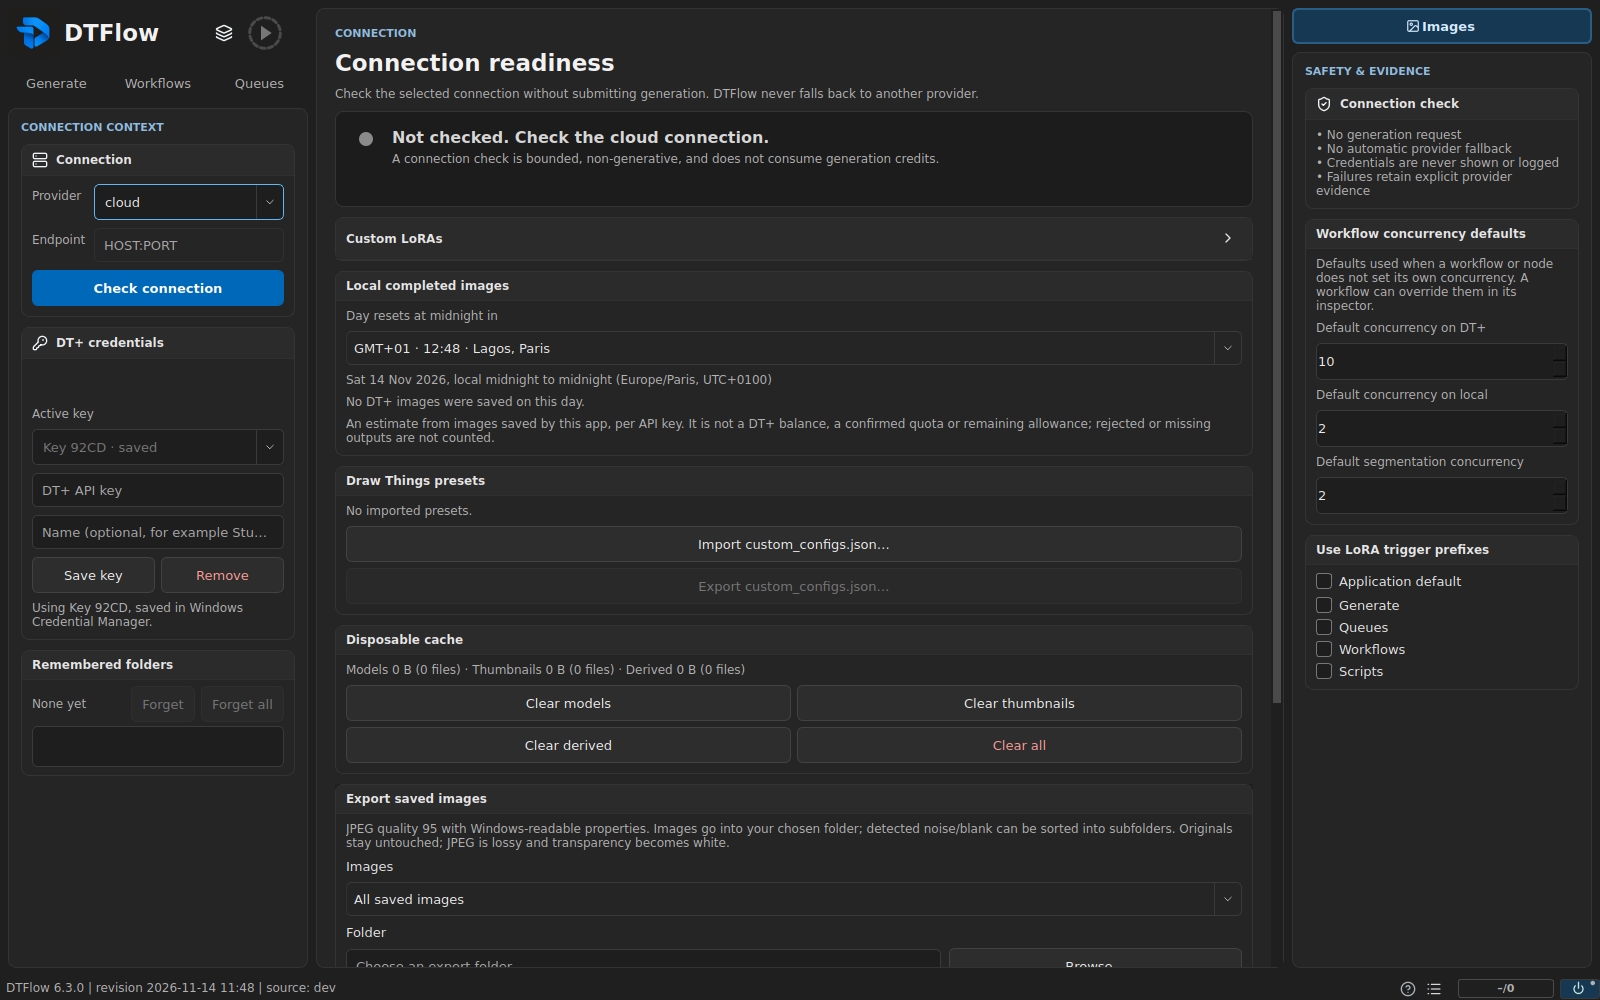 DTFlow
Generate
Workflows
Queues
CONNECTION CONTEXT
Connection
Provider
cloud
Endpoint
HOST:PORT
Check connection
DT+ credentials
Active key
Key 92CD · saved
DT+ API key
Name (optional, for example Stu...
Save key
Remove
Using Key 92CD, saved in Windows
Credential Manager.
Remembered folders
None yet
Forget
Forget all
CONNECTION
Connection readiness
Check the selected connection without submitting generation. DTFlow never falls back to another provider.
Not checked. Check the cloud connection.
A connection check is bounded, non-generative, and does not consume generation credits.
Custom LoRAs
Local completed images
Day resets at midnight in
GMT+01 · 12:48 · Lagos, Paris
Sat 14 Nov 2026, local midnight to midnight (Europe/Paris, UTC+0100)
No DT+ images were saved on this day.
An estimate from images saved by this app, per API key. It is not a DT+ balance, a confirmed quota or remaining allowance; rejected or missing
outputs are not counted.
Draw Things presets
No imported presets.
Import custom_configs.json...
Export custom_configs.json...
Disposable cache
Models 0 B (0 files) · Thumbnails 0 B (0 files) · Derived 0 B (0 files)
Clear models
Clear thumbnails
Clear derived
Clear all
Export saved images
JPEG quality 95 with Windows-readable properties. Images go into your chosen folder; detected noise/blank can be sorted into subfolders. Originals
stay untouched; JPEG is lossy and transparency becomes white.
Images
All saved images
Folder
Choose an export folder
Browse
Images
SAFETY & EVIDENCE
Connection check
• No generation request
• No automatic provider fallback
• Credentials are never shown or logged
• Failures retain explicit provider
evidence
Workflow concurrency defaults
Defaults used when a workflow or node
does not set its own concurrency. A
workflow can override them in its
inspector.
Default concurrency on DT+
10
Default concurrency on local
2
Default segmentation concurrency
2
Use LoRA trigger prefixes
Application default
Generate
Queues
Workflows
Scripts
DTFlow 6.3.0 | revision 2026-11-14 11:48 | source: dev
–/0